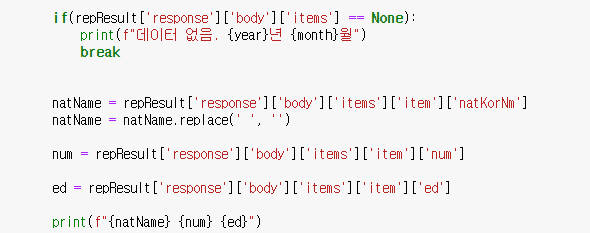 if(repResult['response']['body']['items'] == None):
print(f"데이터 없음. {year}년 {month}월")
break
natName = repResult['response']['body']['items']['item']['natKorNm']
natName = natName.replace(' ', '')
num = repResult['response']['body']['items']['item']['num']
ed = repResult['response']['body']['items']['item']['ed']
print(f"{natName} {num} {ed}")